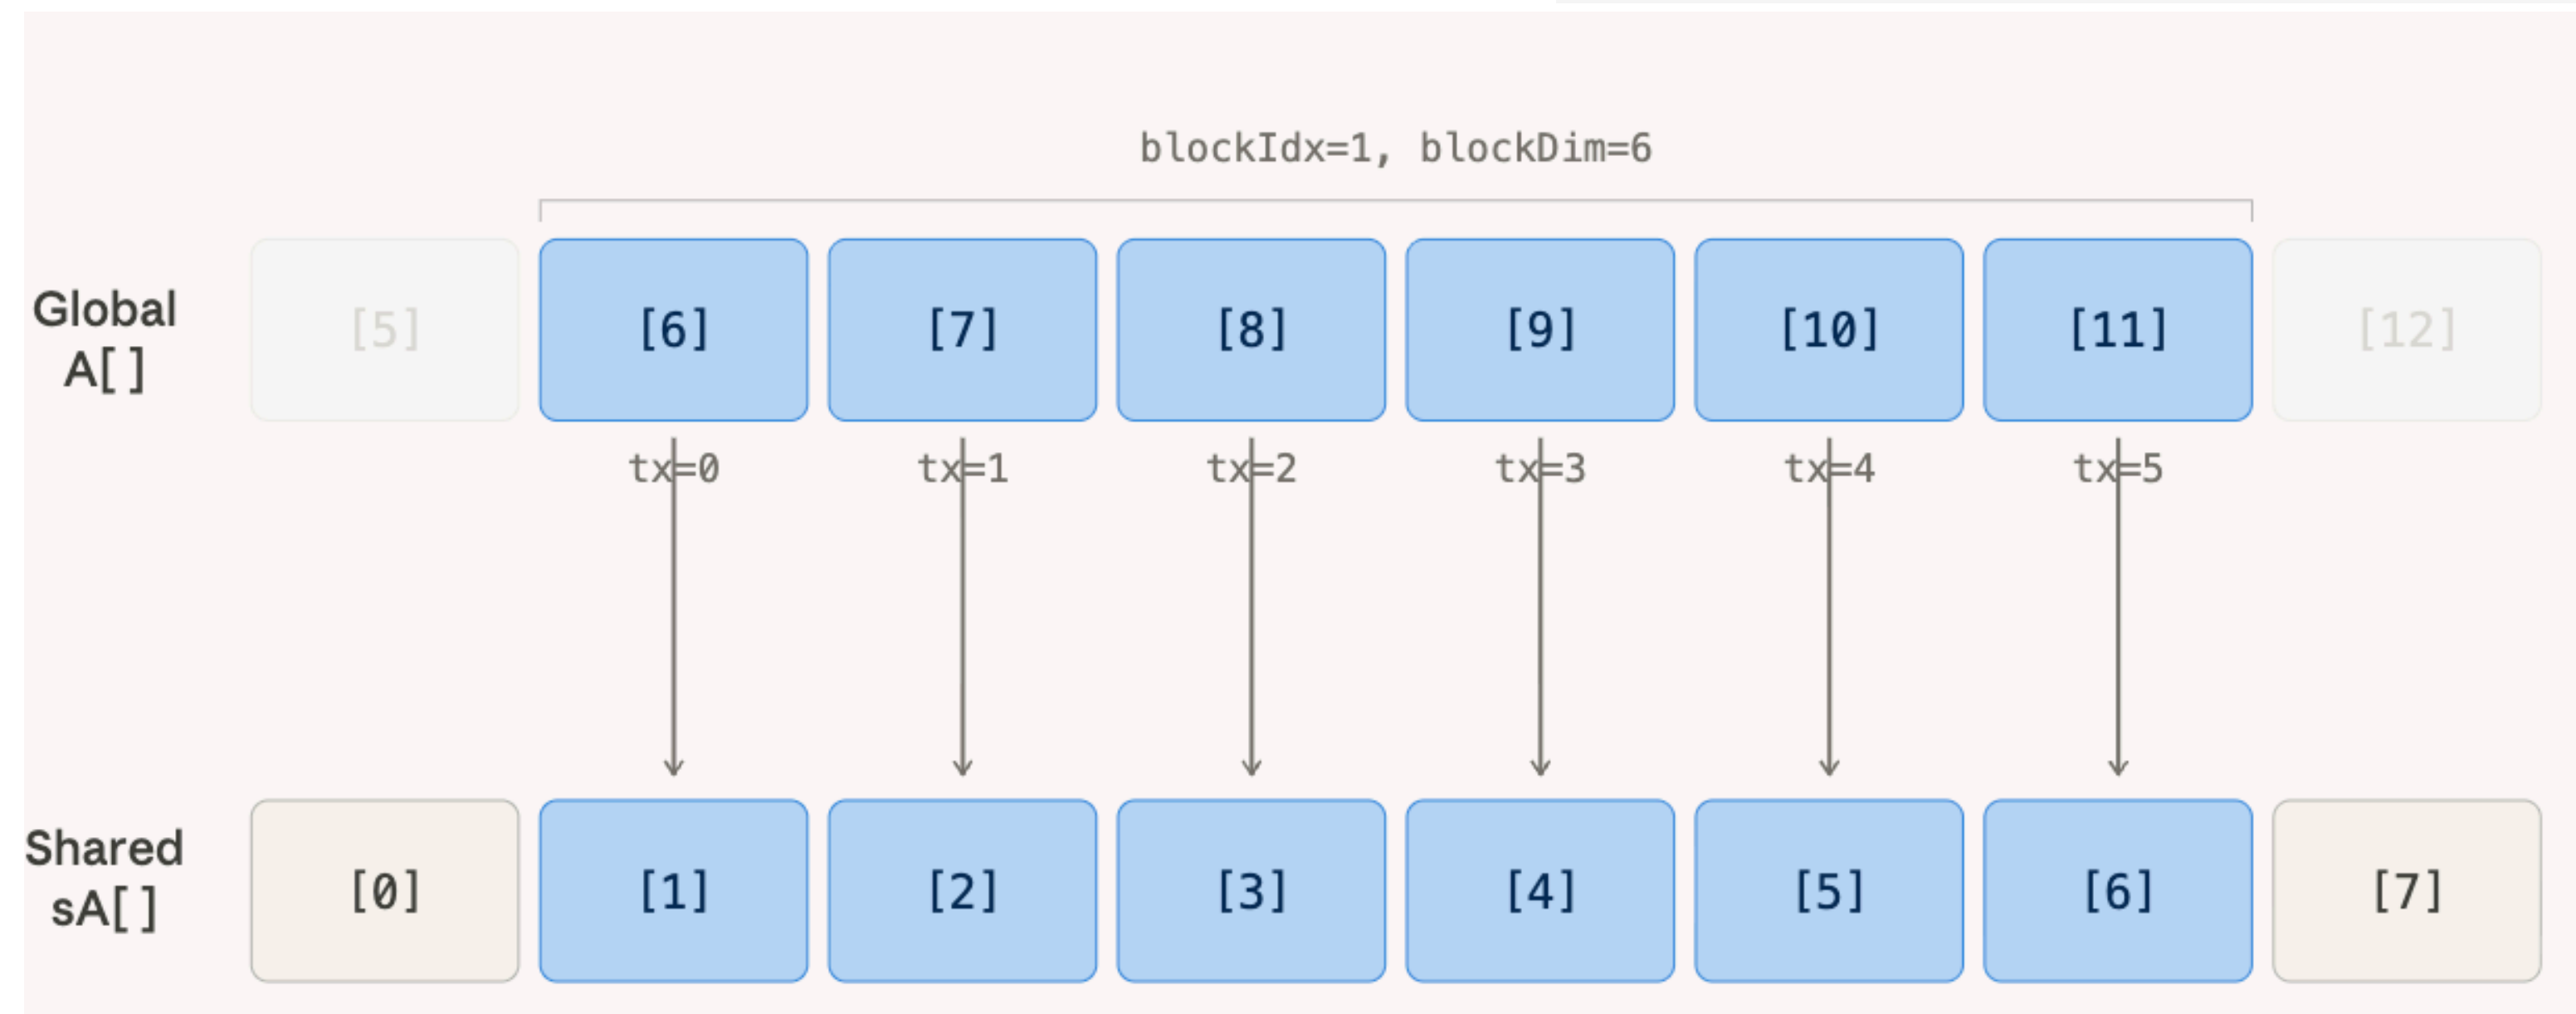 blockIdx=1, blockDim=6
Global A[]
[5] [6] [7] [8] [9] [10] [11] [12]
tx=0 tx=1 tx=2 tx=3 tx=4 tx=5
Shared sA[]
[0] [1] [2] [3] [4] [5] [6] [7]